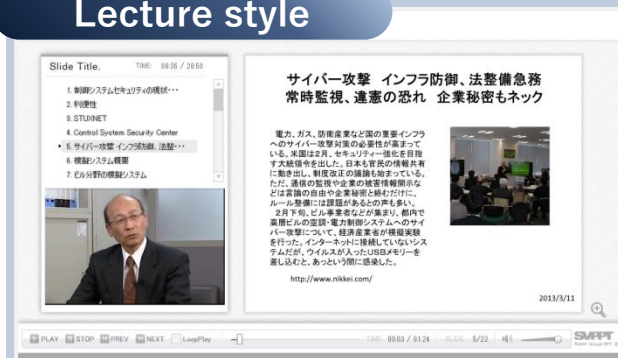 Lecture style
Slide Title.
TIME: 08:36 / 28:50
1. 制御システムセキュリティの現状・・・
2. 利便性
3. STUXNET
4. Control System Security Center
5. サイバー攻撃 インフラ防御、法整・・・
6. 模擬システム概要
7. ビル分野の模擬システム
サイバー攻撃 インフラ防御、法整備急務
常時監視、違憲の恐れ 企業秘密もネック
電力、ガス、防衛産業など国の重要インフラ
へのサイバー攻撃対策の必要性が高まって
いる。米国は2月、セキュリティー強化を目指
す大統領令を出した。日本も官民の情報共有
に動き出し、制度改正の議論も始まっている。
ただ、通信の監視や企業の被害情報開示な
どは言論の自由や企業秘密と絡むだけに、
ルール整備には課題があるとの声も多い。
2月下旬、ビル事業者などが集まり、都内で
高層ビルの空調・電力制御システムへのサイ
バー攻撃について、経済産業省が模擬実験
を行った。インターネットに接続していないシス
テムだが、ウイルスが入ったUSBメモリーを
差し込むと、あっという間に感染した。
http://www.nikkei.com/
2013/3/11
PLAY STOP PREV NEXT LoopPlay
TIME: 00:03 / 01:24
SLIDE: 5/22
SVPPT